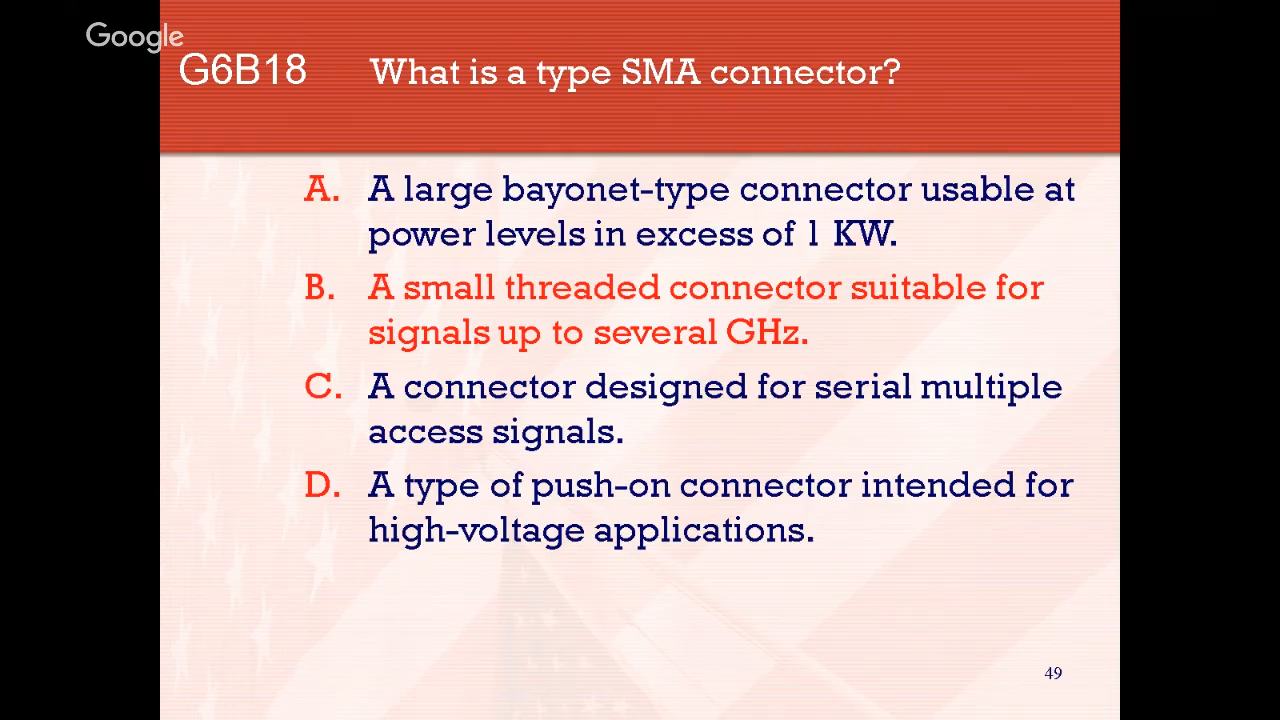 Google
G6B18 What is a type SMA connector?
A. A large bayonet-type connector usable at
power levels in excess of 1 KW.
B. A small threaded connector suitable for
signals up to several GHz.
C. A connector designed for serial multiple
access signals.
D. A type of push-on connector intended for
high-voltage applications.
49